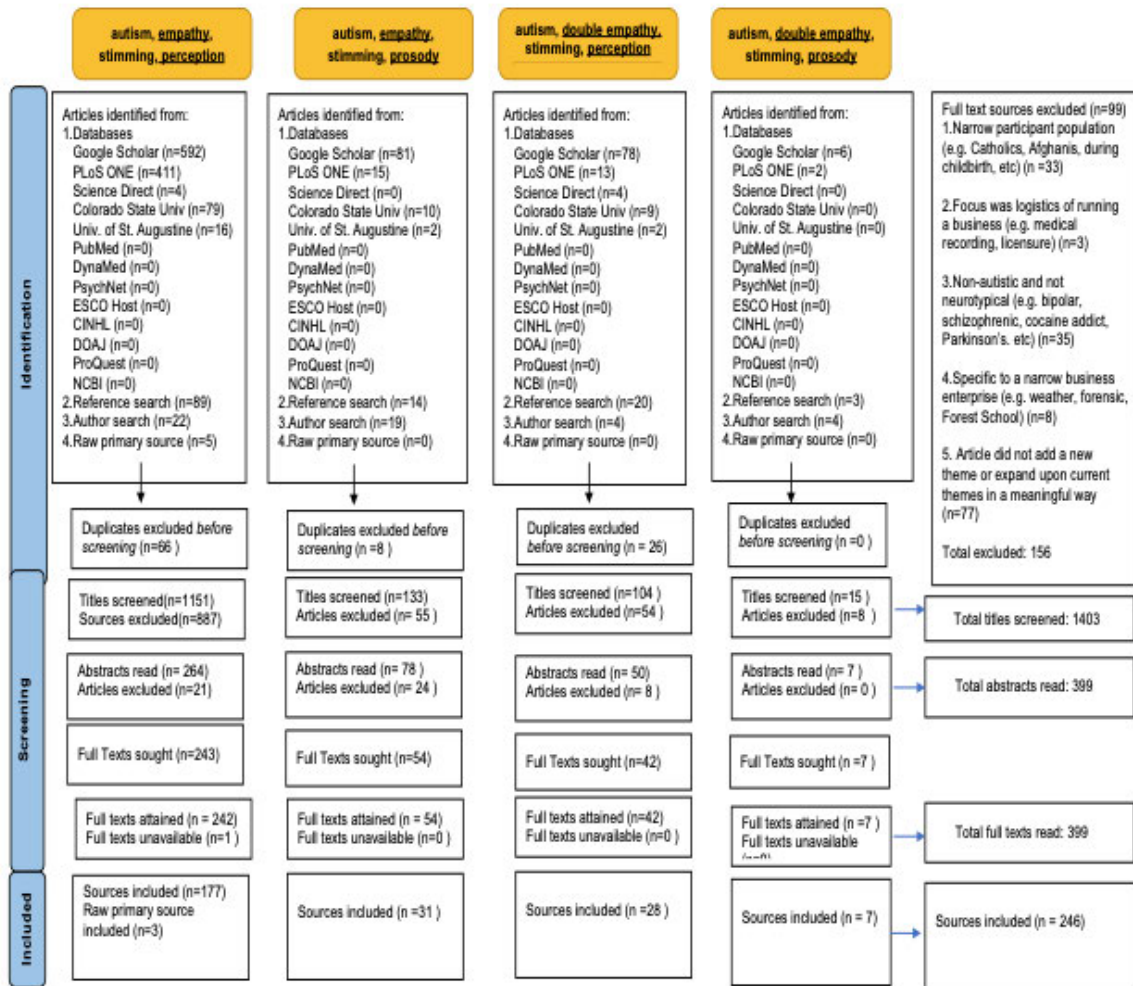 autism, empathy,
stimming, perception
autism, empathy,
stimming, prosody
autism, double empathy,
stimming, perception
autism, double empathy,
stimming, prosody
Identification
Articles identified from:
1.Databases
Google Scholar (n=592)
PLoS ONE (n=411)
Science Direct (n=4)
Colorado State Univ (n=79)
Univ. of St. Augustine (n=16)
PubMed (n=0)
DynaMed (n=0)
PsychNet (n=0)
ESCO Host (n=0)
CINHL (n=0)
DOAJ (n=0)
ProQuest (n=0)
NCBI (n=0)
2.Reference search (n=89)
3.Author search (n=22)
4.Raw primary source (n=5)
Articles identified from:
1.Databases
Google Scholar (n=81)
PLoS ONE (n=15)
Science Direct (n=0)
Colorado State Univ (n=10)
Univ. of St. Augustine (n=2)
PubMed (n=0)
DynaMed (n=0)
PsychNet (n=0)
ESCO Host (n=0)
CINHL (n=0)
DOAJ (n=0)
ProQuest (n=0)
NCBI (n=0)
2.Reference search (n=14)
3.Author search (n=19)
4.Raw primary source (n=0)
Articles identified from:
1.Databases
Google Scholar (n=78)
PLoS ONE (n=13)
Science Direct (n=4)
Colorado State Univ (n=9)
Univ. of St. Augustine (n=2)
PubMed (n=0)
DynaMed (n=0)
PsychNet (n=0)
ESCO Host (n=0)
CINHL (n=0)
DOAJ (n=0)
ProQuest (n=0)
NCBI (n=0)
2.Reference search (n=20)
3.Author search (n=4)
4.Raw primary source (n=0)
Articles identified from:
1.Databases
Google Scholar (n=6)
PLoS ONE (n=2)
Science Direct (n=0)
Colorado State Univ (n=0)
Univ. of St. Augustine (n=0)
PubMed (n=0)
DynaMed (n=0)
PsychNet (n=0)
ESCO Host (n=0)
CINHL (n=0)
DOAJ (n=0)
ProQuest (n=0)
NCBI (n=0)
2.Reference search (n=3)
3.Author search (n=4)
4.Raw primary source (n=0)
Full text sources excluded (n=99)
1.Narrow participant population
(e.g. Catholics, Afghanis, during
childbirth, etc) (n =33)
2.Focus was logistics of running
a business (e.g. medical
recording, licensure) (n=3)
3.Non-autistic and not
neurotypical (e.g. bipolar,
schizophrenic, cocaine addict,
Parkinson's. etc) (n=35)
4.Specific to a narrow business
enterprise (e.g. weather, forensic,
Forest School) (n=8)
5. Article did not add a new
theme or expand upon current
themes in a meaningful way
(n=77)
Total excluded: 156
Duplicates excluded before
screening (n=66 )
Duplicates excluded before
screening (n =8 )
Duplicates excluded
before screening (n = 26)
Duplicates excluded
before screening (n =0 )
Screening
Titles screened(n=1151)
Sources excluded(n=887)
Titles screened (n=133)
Articles excluded (n= 55 )
Titles screened (n=104 )
Articles excluded (n=54 )
Titles screened (n=15 )
Articles excluded (n=8 )
Total titles screened: 1403
Abstracts read (n= 264)
Articles excluded (n=21)
Abstracts read (n= 78 )
Articles excluded (n= 24 )
Abstracts read (n= 50)
Articles excluded (n= 8 )
Abstracts read (n= 7 )
Articles excluded (n= 0 )
Total abstracts read: 399
Full Texts sought (n=243)
Full Texts sought (n=54)
Full Texts sought (n=42)
Full Texts sought (n=7 )
Full texts attained (n = 242)
Full texts unavailable (n=1 )
Full texts attained (n = 54)
Full texts unavailable (n=0 )
Full texts attained (n=42)
Full texts unavailable (n=0 )
Full texts attained (n =7 )
Full texts unavailable
Total full texts read: 399
Included
Sources included (n=177)
Raw primary source
included (n=3)
Sources included (n =31 )
Sources included (n =28 )
Sources included (n = 7)
Sources included (n = 246)